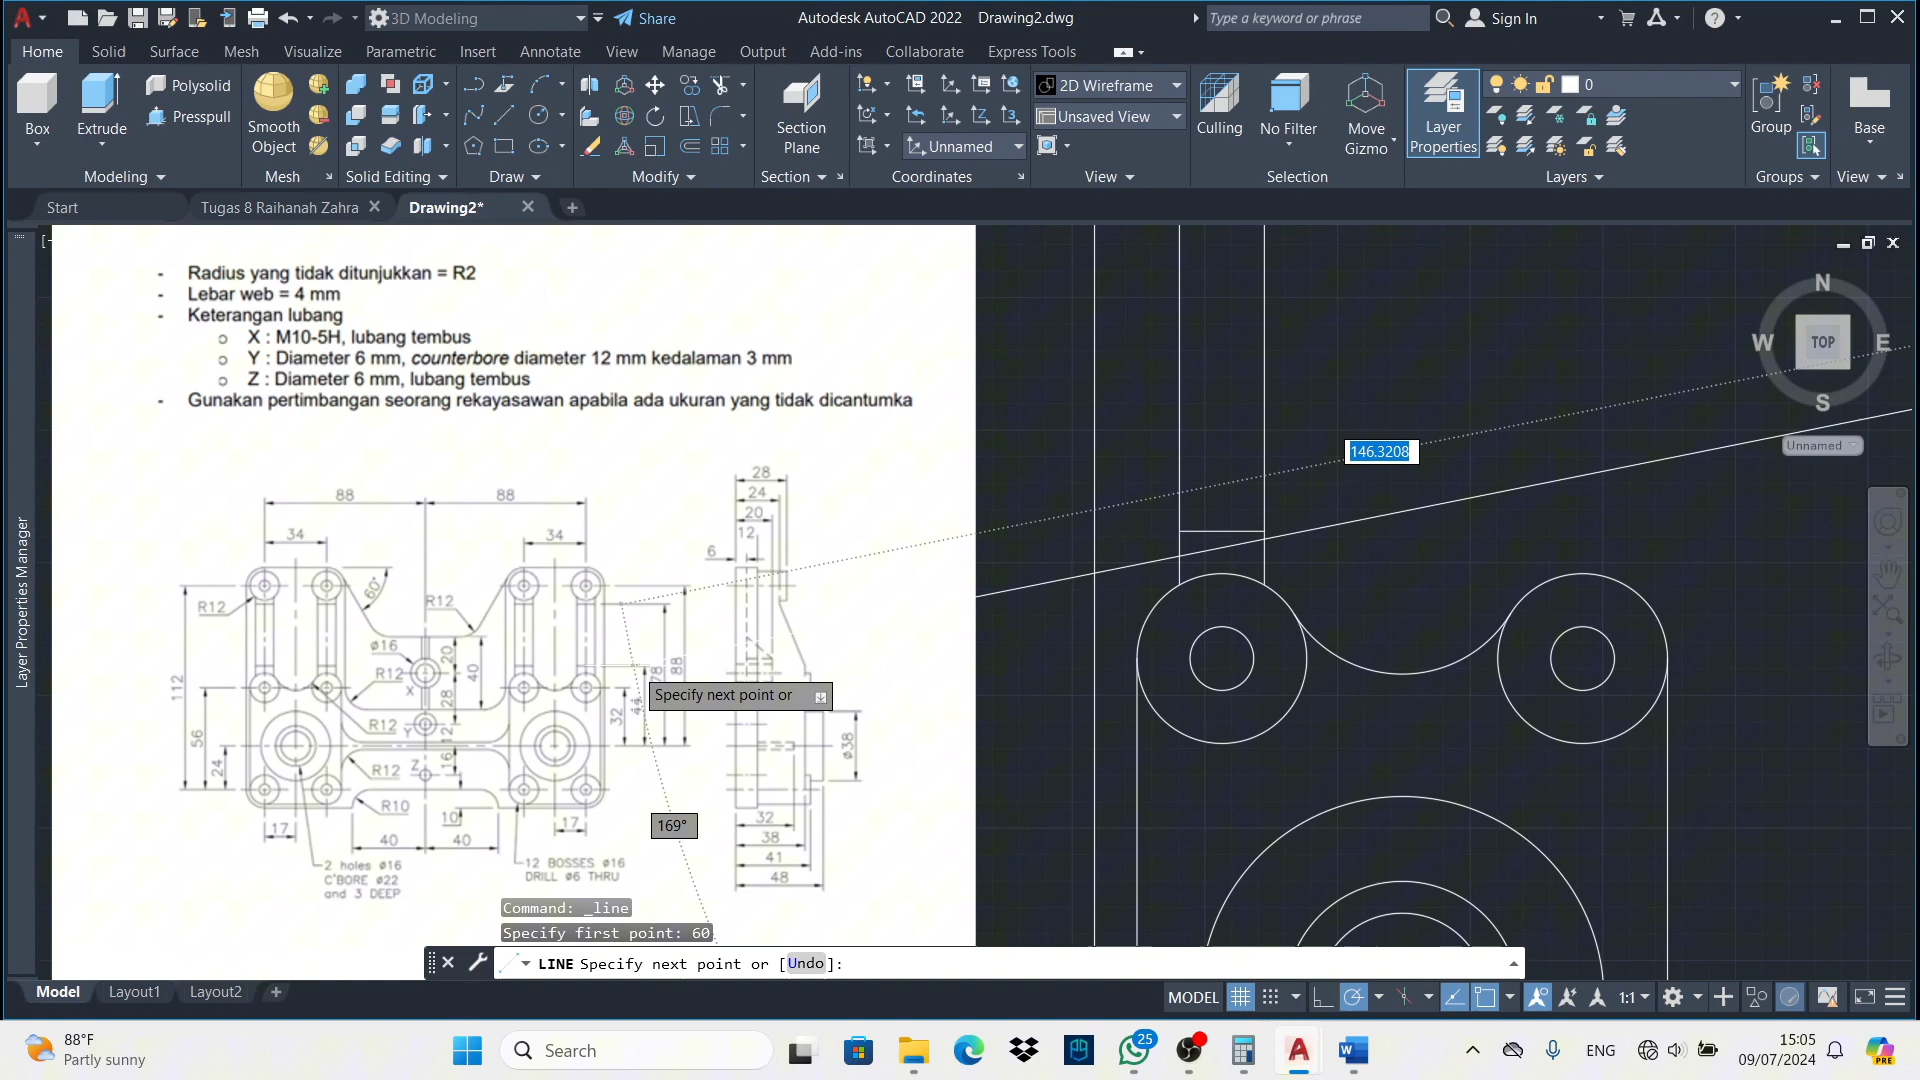 3D Modeling
Share
Autodesk AutoCAD 2022 Drawing2.dwg
Type a keyword or phrase
Sign In
Home Solid Surface Mesh Visualize Parametric Insert Annotate View Manage Output Add-ins Collaborate Express Tools
Box
Extrude
Polysolid
Presspull
Smooth Object
Section Plane
Unnamed
2D Wireframe
Unsaved View
Culling
No Filter
Move Gizmo
Layer Properties
0
Group
Base
Modeling Mesh Solid Editing Draw Modify Section Coordinates View Selection Layers Groups View
Start Tugas 8 Raihanah Zahra Drawing2*
- Radius yang tidak ditunjukkan = R2
- Lebar web = 4 mm
- Keterangan lubang
X : M10-5H, lubang tembus
Y : Diameter 6 mm, counterbore diameter 12 mm kedalaman 3 mm
Z : Diameter 6 mm, lubang tembus
- Gunakan pertimbangan seorang rekayasawan apabila ada ukuran yang tidak dicantumka
N
W TOP E
S
Unnamed
146.3208
28
24
20
12
6
88 88
34 34
60°
R12 R12
ø16
R12
X
20
40
28
88
78
112
R12
Y
12
32
56
24
Z
16
R12
R10
10
17 17
40 40
ø38
32
38
41
48
2 holes ø16
C'BORE ø22
and 3 DEEP
12 BOSSES ø16
DRILL ø6 THRU
Specify next point or
169°
Layer Properties Manager
Command: _line
Specify first point: 60
LINE Specify next point or [Undo]:
Model Layout1 Layout2
MODEL
1:1
88°F
Partly sunny
Search
25
ENG
15:05
09/07/2024
PRE